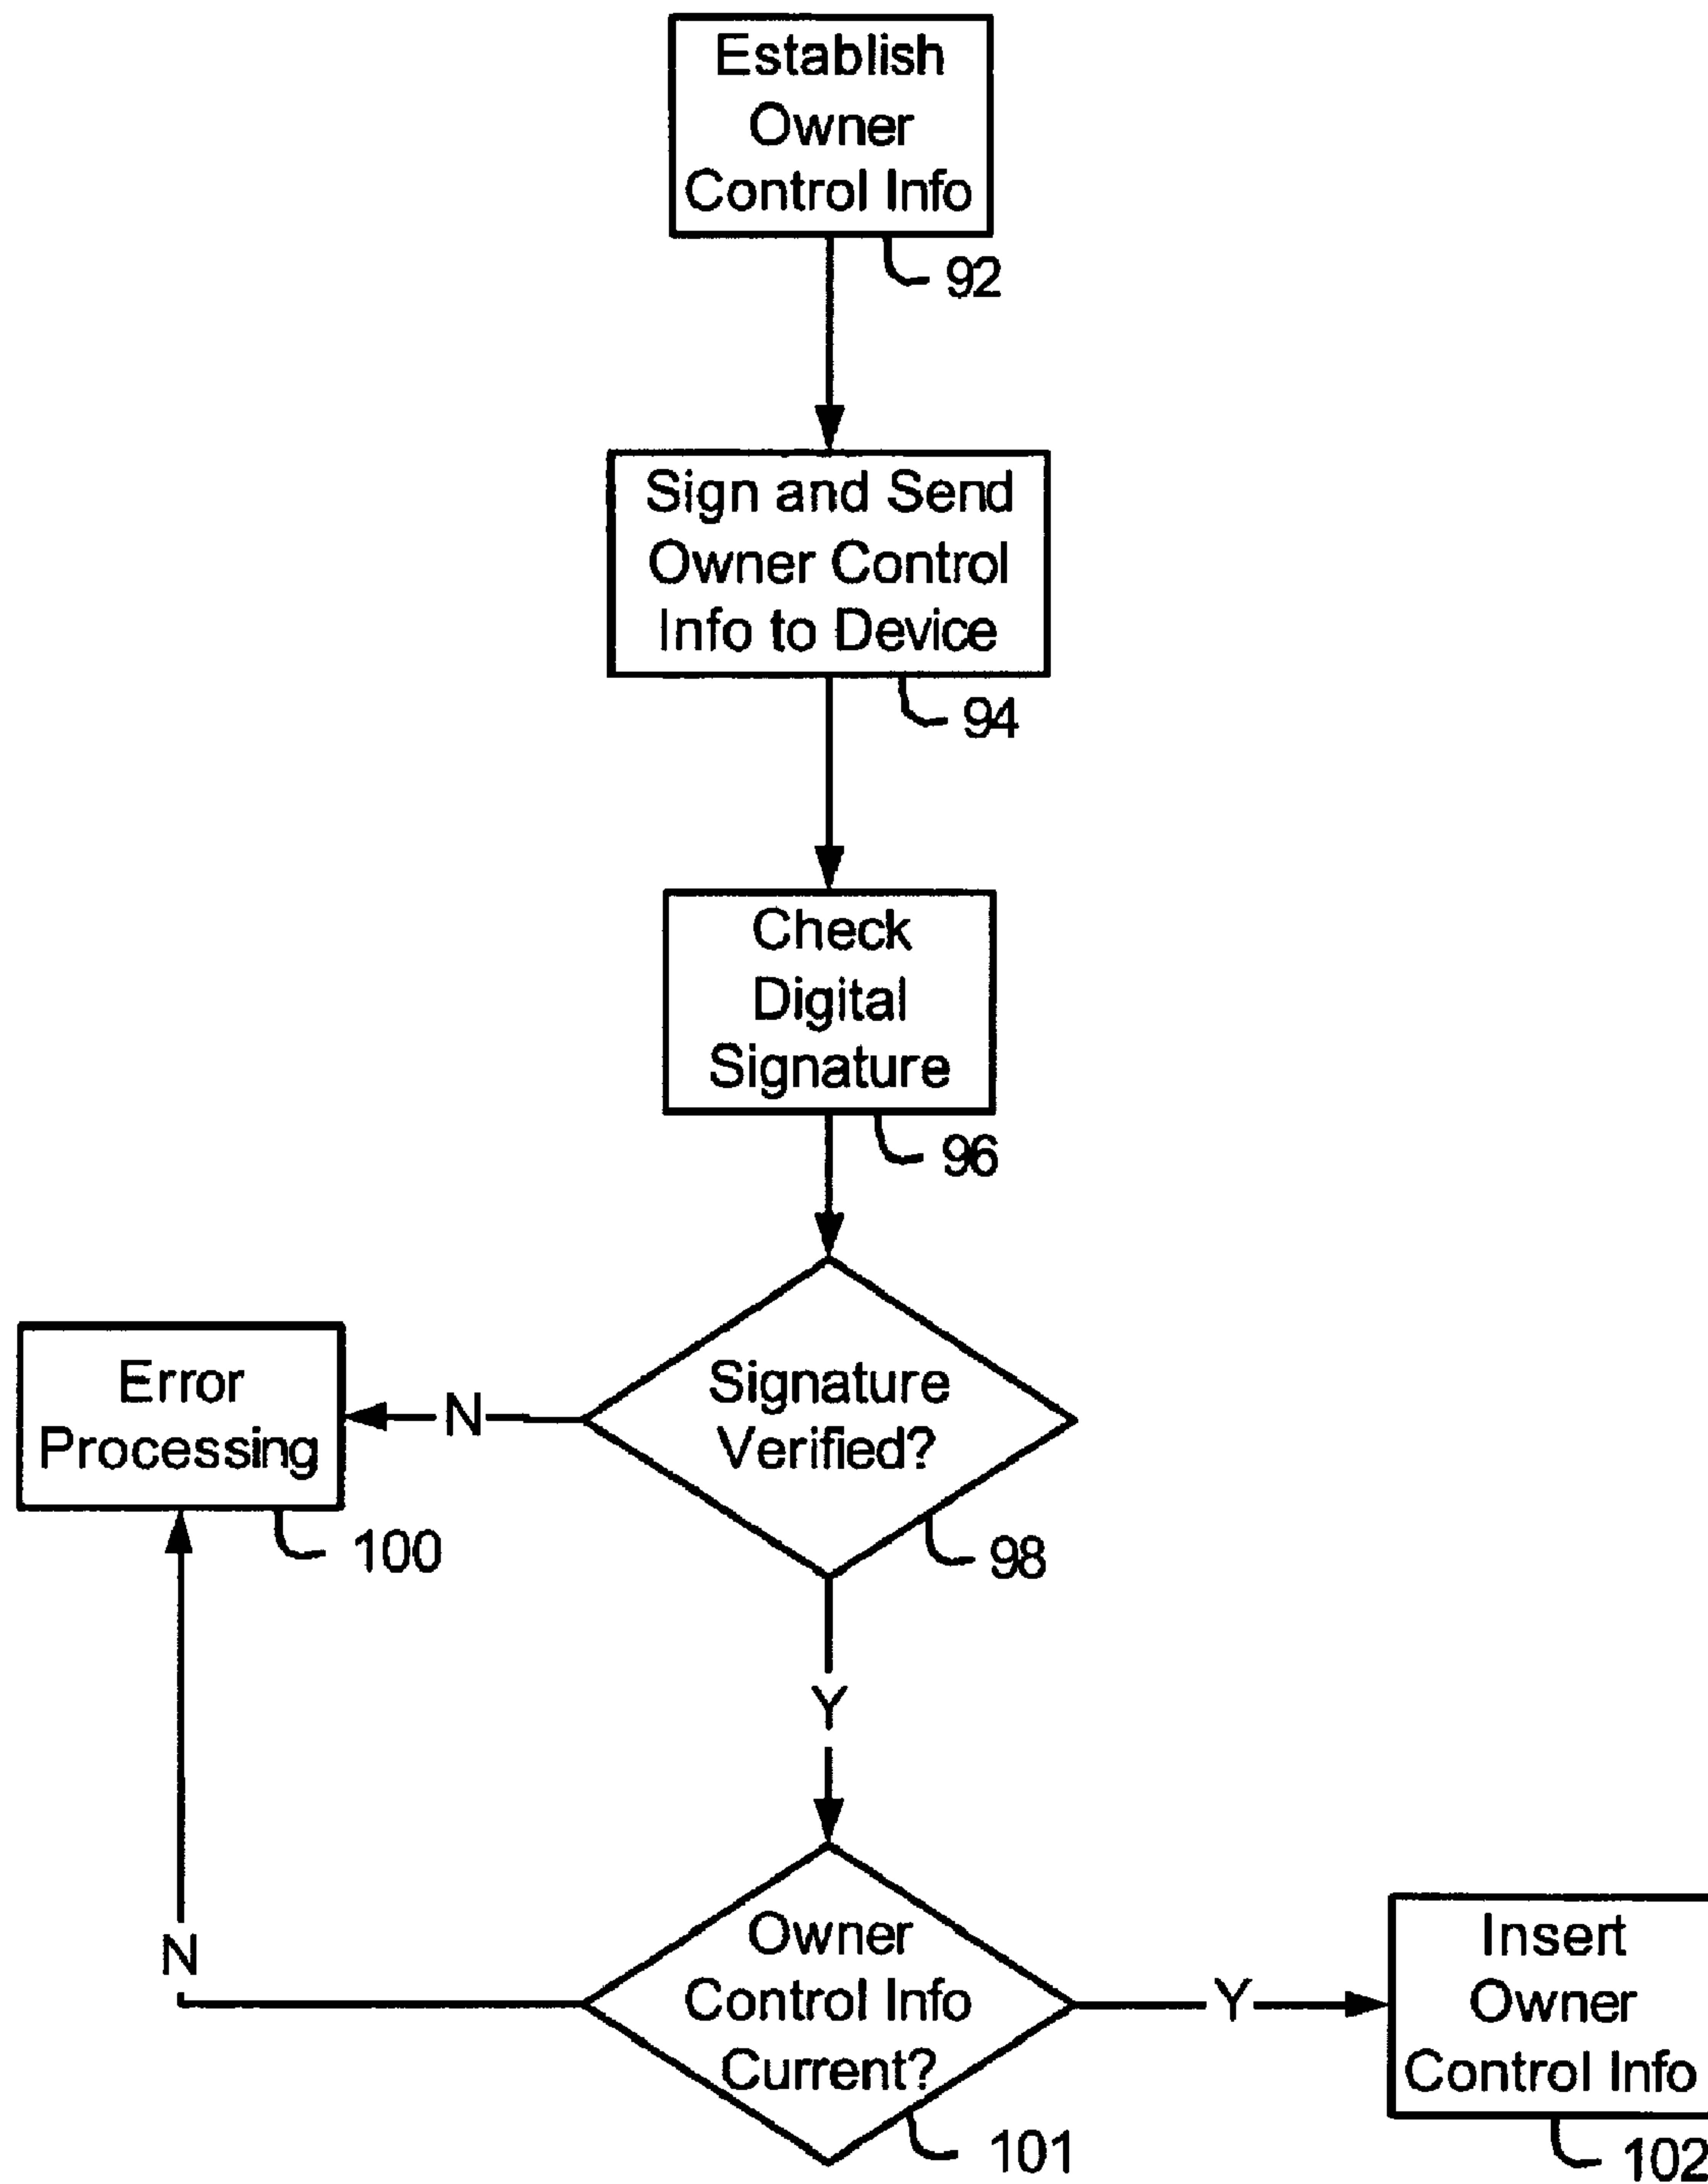 Establish
Owner
Control Info
92
Sign and Send
Owner Control
Info to Device
94
Check
Digital
Signature
96
Error
Processing
100
N
Signature
Verified?
98
Y
N
Owner
Control Info
Current?
101
Y
Insert
Owner
Control Info
102